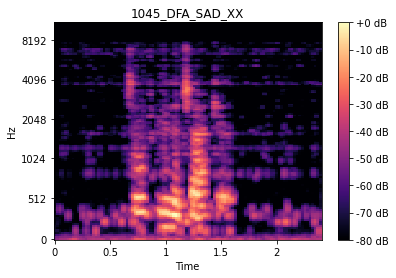 1045_DFA_SAD_XX
8192
4096
2048
1024
512
0
Hz
0
0.5
1
1.5
2
Time
+0 dB
-10 dB
-20 dB
-30 dB
-40 dB
-50 dB
-60 dB
-70 dB
-80 dB